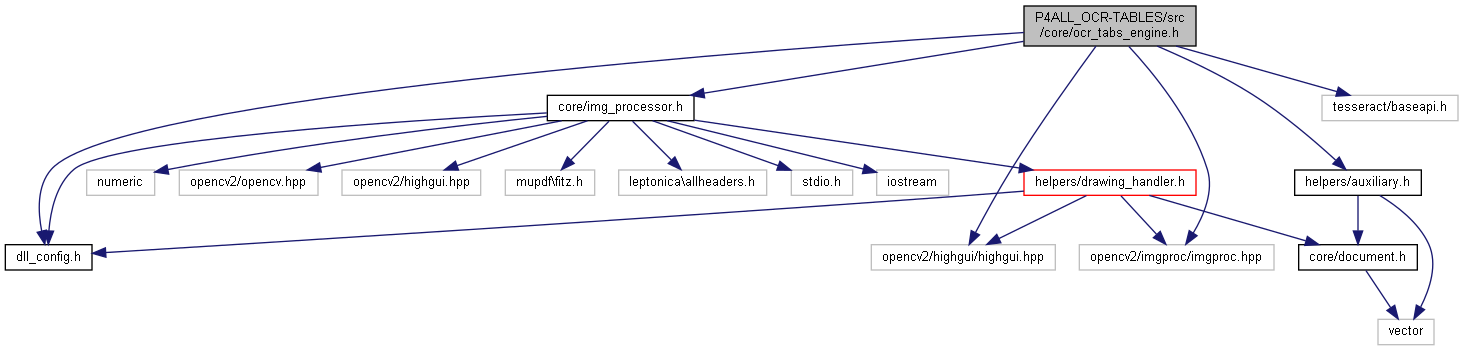 P4ALL_OCR-TABLES/src
/core/ocr_tabs_engine.h
core/img_processor.h
tesseract/baseapi.h
numeric
opencv2/opencv.hpp
opencv2/highgui.hpp
mupdf\fitz.h
leptonica\allheaders.h
stdio.h
iostream
helpers/drawing_handler.h
helpers/auxiliary.h
dll_config.h
opencv2/highgui/highgui.hpp
opencv2/imgproc/imgproc.hpp
core/document.h
vector